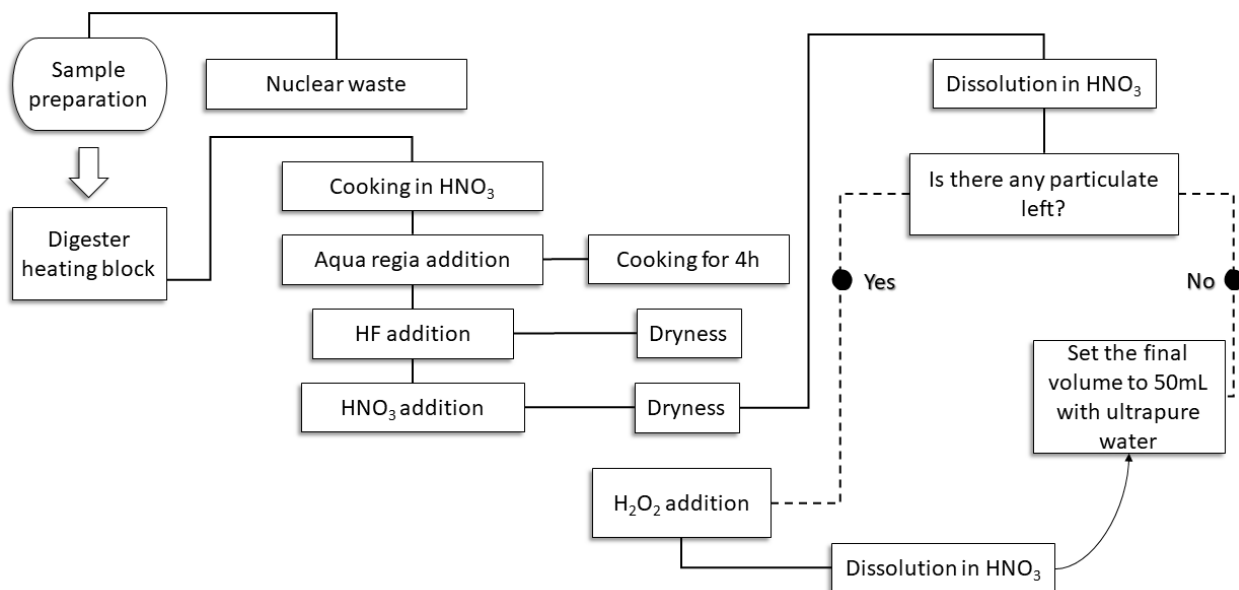 Sample
preparation
Nuclear waste
Digester
heating block
Cooking in HNO₃
Aqua regia addition
Cooking for 4h
HF addition
Dryness
HNO₃ addition
Dryness
Dissolution in HNO₃
Is there any particulate
left?
Yes
No
H₂O₂ addition
Dissolution in HNO₃
Set the final
volume to 50mL
with ultrapure
water